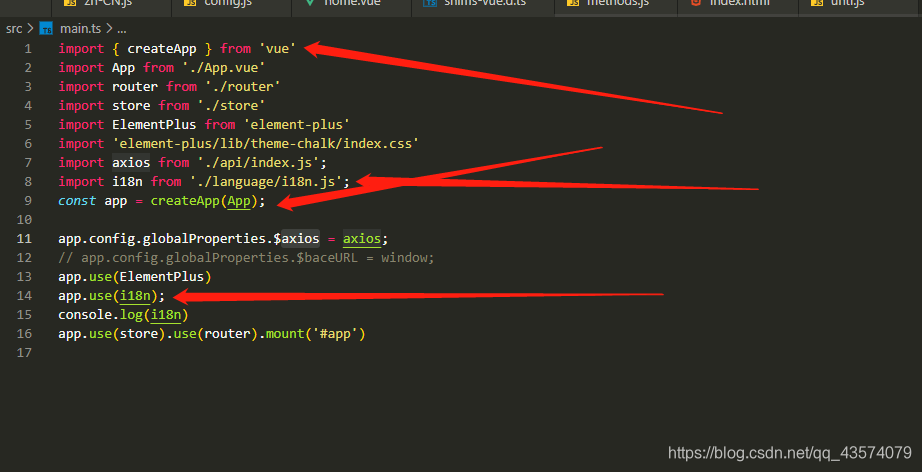 zh-CN.js config.js home.vue shims-vue.d.ts methods.js index.html
src > main.ts > ...
1 import { createApp } from 'vue'
2 import App from './App.vue'
3 import router from './router'
4 import store from './store'
5 import ElementPlus from 'element-plus'
6 import 'element-plus/lib/theme-chalk/index.css'
7 import axios from './api/index.js';
8 import i18n from './language/i18n.js';
9 const app = createApp(App);
10
11 app.config.globalProperties.$axios = axios;
12 // app.config.globalProperties.$baceURL = window;
13 app.use(ElementPlus)
14 app.use(i18n);
15 console.log(i18n)
16 app.use(store).use(router).mount('#app')
17
https://blog.csdn.net/qq_43574079